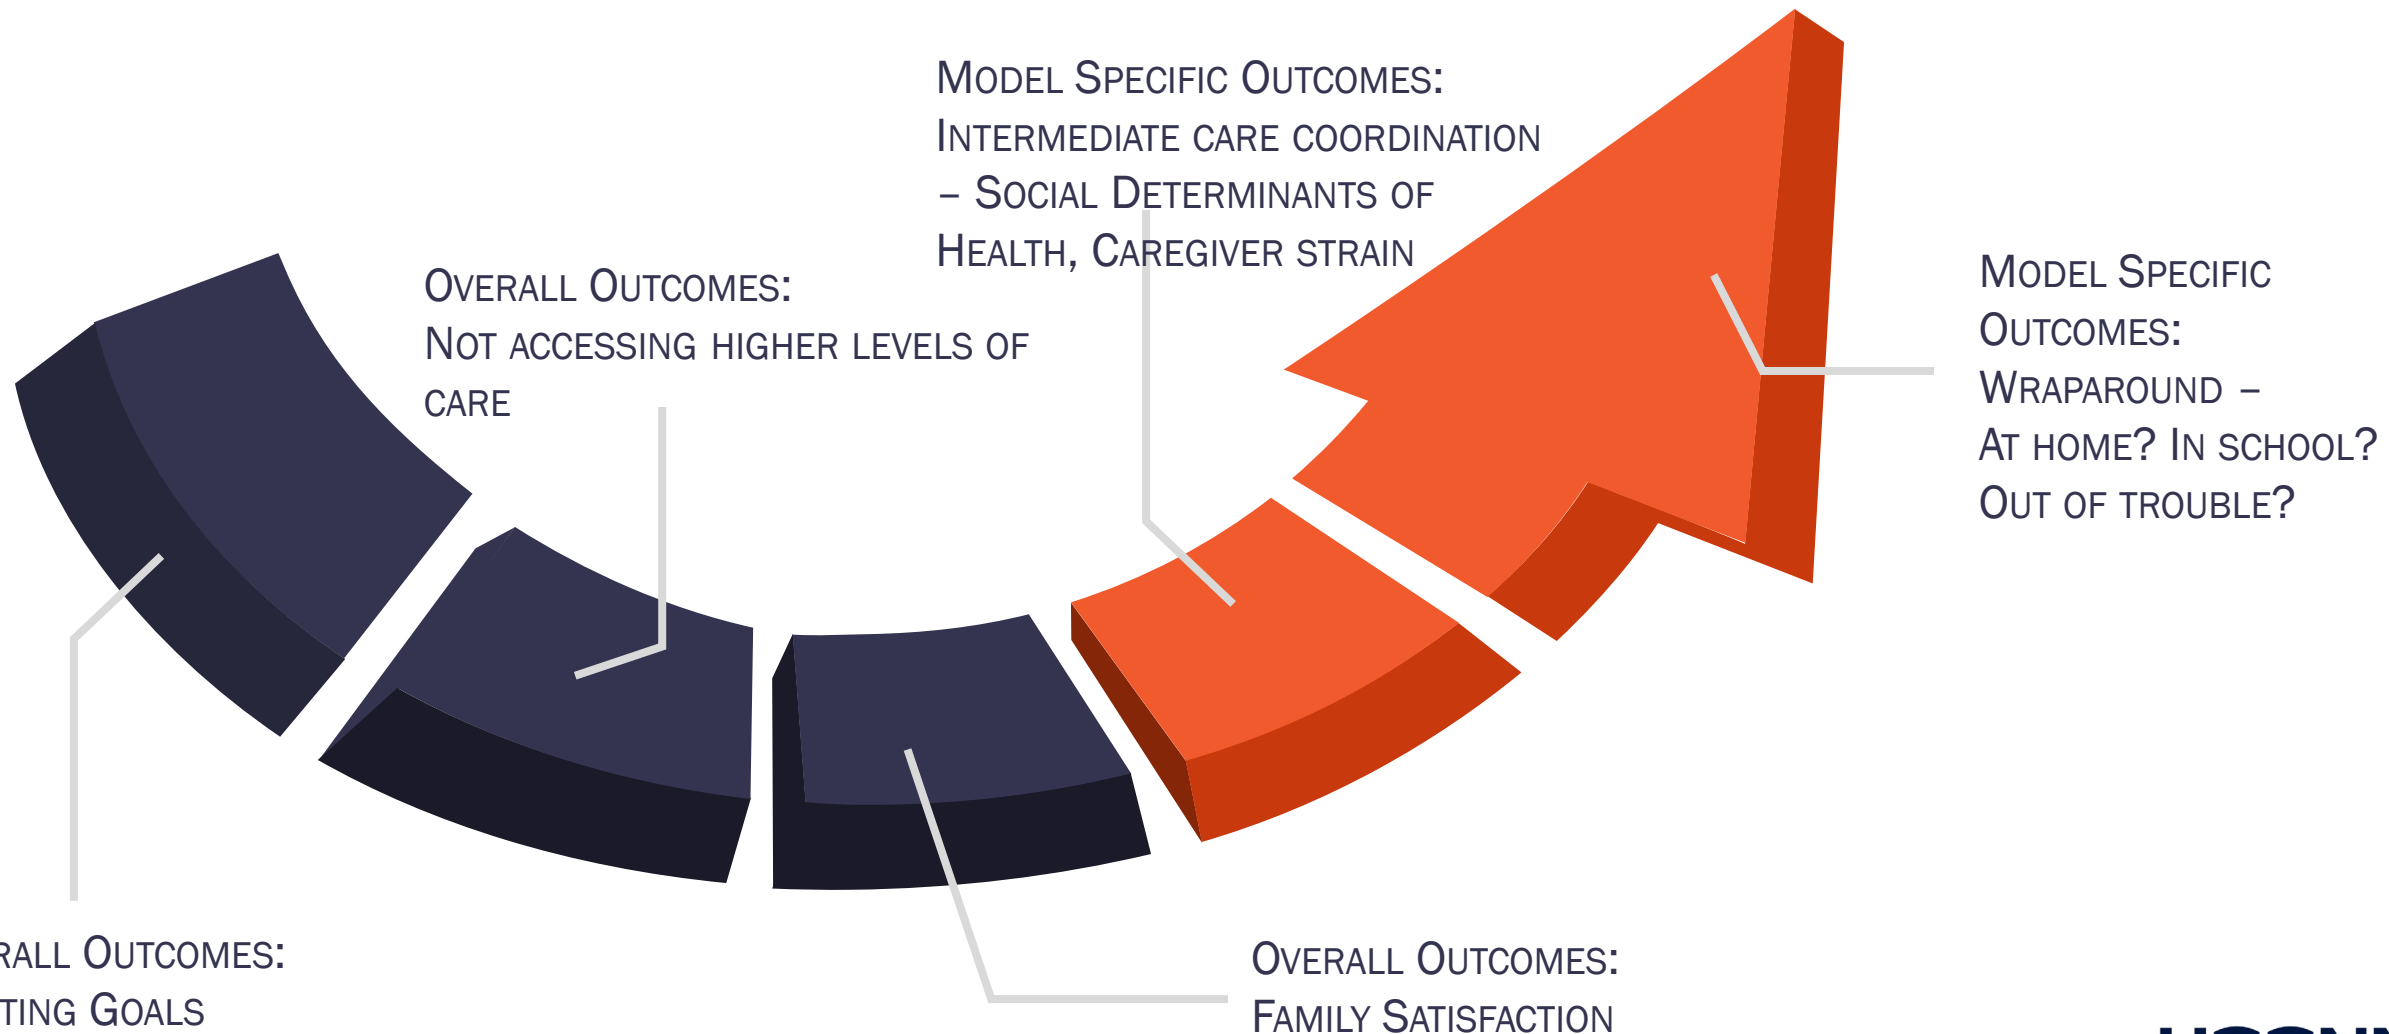 Model Specific Outcomes:
Intermediate care coordination
– Social Determinants of
Health, Caregiver strain
Overall Outcomes:
Not accessing higher levels of
care
Model Specific
Outcomes:
Wraparound –
At home? In school?
Out of trouble?
Outcomes:
Goals
Overall Outcomes:
Family Satisfaction